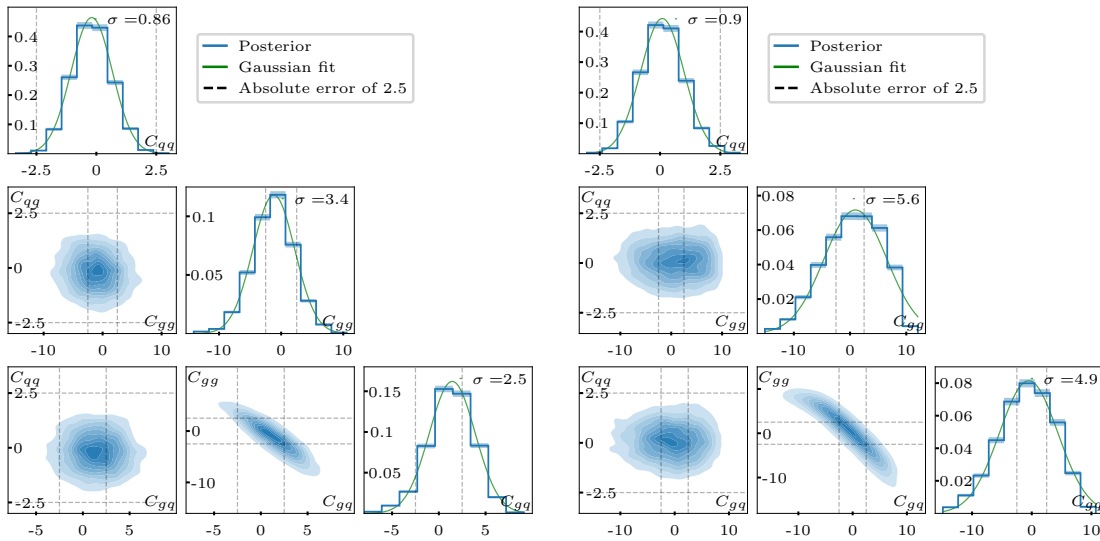 0.4
0.3
0.2
0.1
σ =0.86
C_qq
-2.5 0 2.5
Posterior
Gaussian fit
Absolute error of 2.5
C_qq
2.5
0
-2.5
C_gg
-10 0 10
0.1
0.05
σ =3.4
C_gg
-10 0 10
C_qq
2.5
0
-2.5
C_gq
-5 0 5
C_gg
0
-10
C_gq
-5 0 5
0.15
0.1
0.05
σ =2.5
C_gq
-5 0 5
0.4
0.3
0.2
0.1
σ =0.9
C_qq
-2.5 0 2.5
Posterior
Gaussian fit
Absolute error of 2.5
C_qq
2.5
0
-2.5
C_gg
-10 0 10
0.08
0.06
0.04
0.02
σ =5.6
C_gg
-10 0 10
C_qq
2.5
0
-2.5
C_gq
-10 0 10
C_gg
0
-10
C_gq
-10 0 10
0.08
0.06
0.04
0.02
σ =4.9
C_gq
-10 0 10